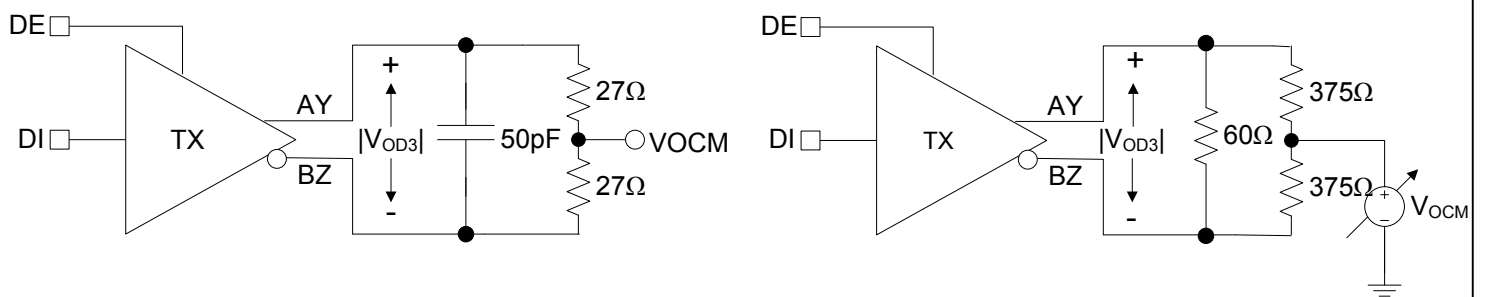 DE
AY
+
27Ω
DI
TX
|VOD3|
50pF
VOCM
BZ
-
27Ω
DE
AY
+
375Ω
DI
TX
|VOD3|
60Ω
BZ
-
375Ω
+
−
VOCM